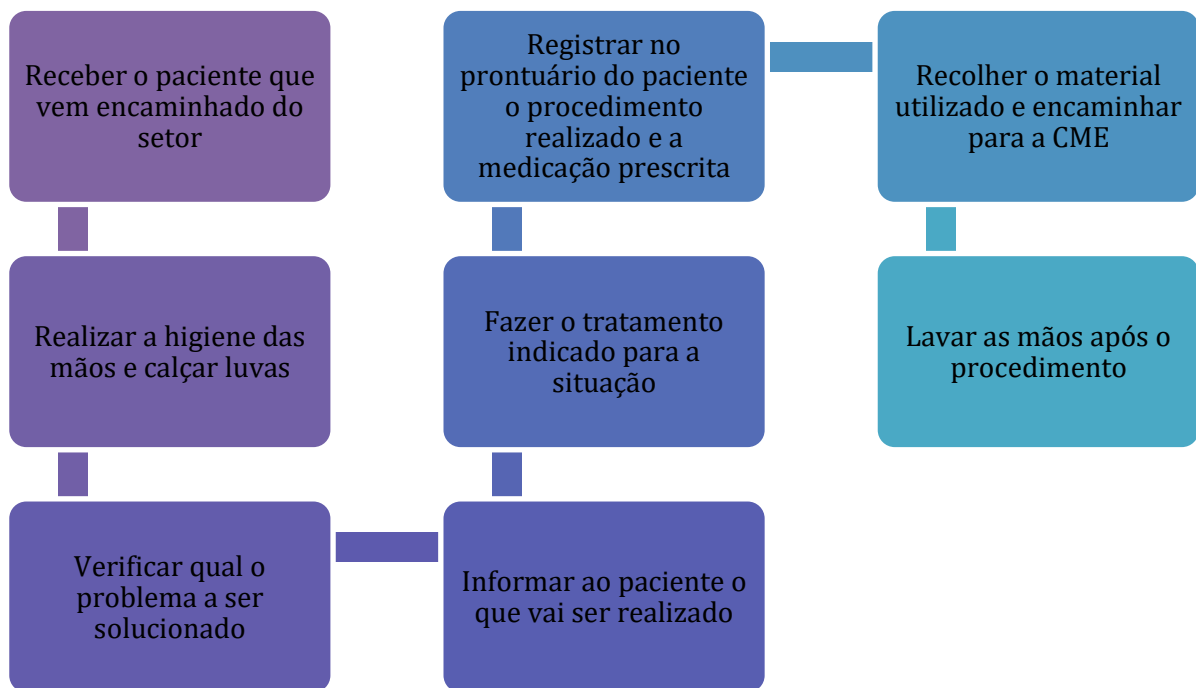 Receber o paciente que
vem encaminhado do
setor
Realizar a higiene das
mãos e calçar luvas
Verificar qual o
problema a ser
solucionado
Informar ao paciente o
que vai ser realizado
Fazer o tratamento
indicado para a
situação
Registrar no
prontuário do paciente
o procedimento
realizado e a
medicação prescrita
Recolher o material
utilizado e encaminhar
para a CME
Lavar as mãos após o
procedimento